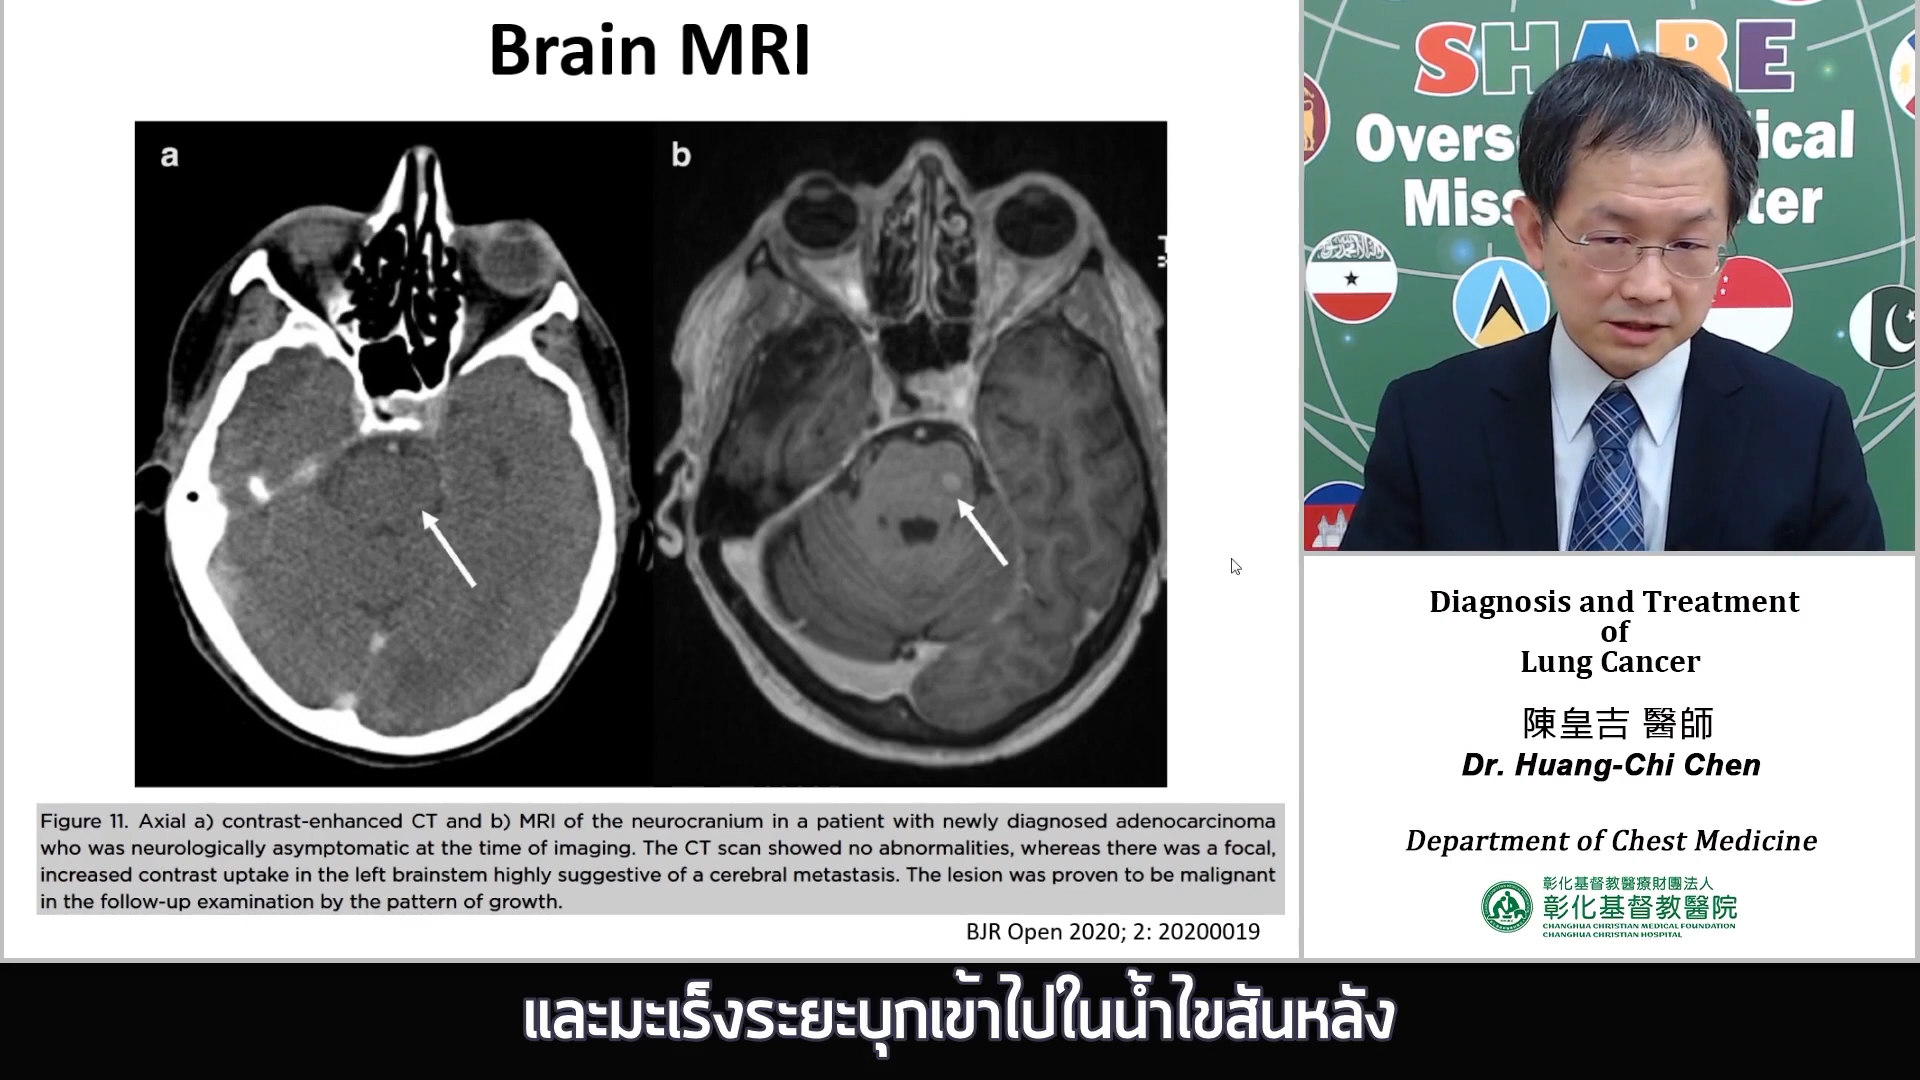 Brain MRI
a
b
Figure 11. Axial a) contrast-enhanced CT and b) MRI of the neurocranium in a patient with newly diagnosed adenocarcinoma
who was neurologically asymptomatic at the time of imaging. The CT scan showed no abnormalities, whereas there was a focal,
increased contrast uptake in the left brainstem highly suggestive of a cerebral metastasis. The lesion was proven to be malignant
in the follow-up examination by the pattern of growth.
BJR Open 2020; 2: 20200019
SHARE
Diagnosis and Treatment
of
Lung Cancer
陳皇吉 醫師
Dr. Huang-Chi Chen
Department of Chest Medicine
彰化基督教醫療財團法人
彰化基督教醫院
CHANGHUA CHRISTIAN MEDICAL FOUNDATION
CHANGHUA CHRISTIAN HOSPITAL
และมะเร็งระยะบุกเข้าไปในน้ำไขสันหลัง